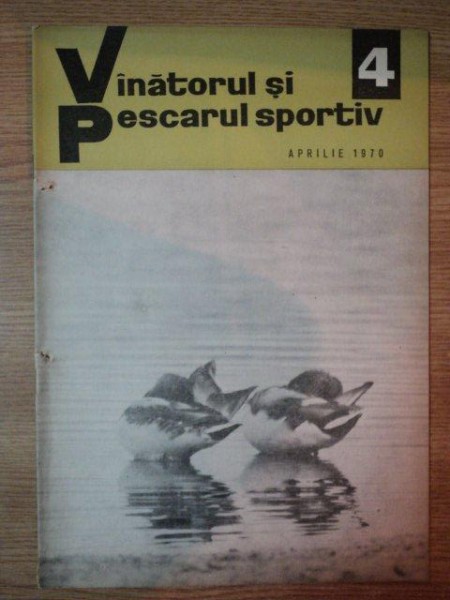 Vînătorul și
Pescarul sportiv
4
APRILIE 1970